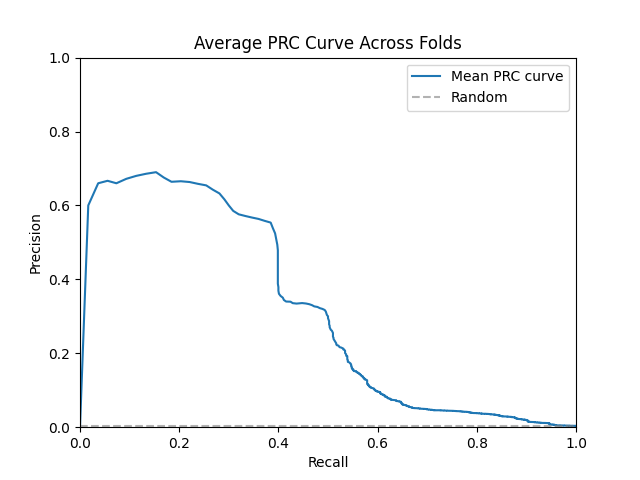 Average PRC Curve Across Folds
1.0
0.8
0.6
0.4
0.2
0.0
Precision
Mean PRC curve
Random
0.0 0.2 0.4 0.6 0.8 1.0
Recall